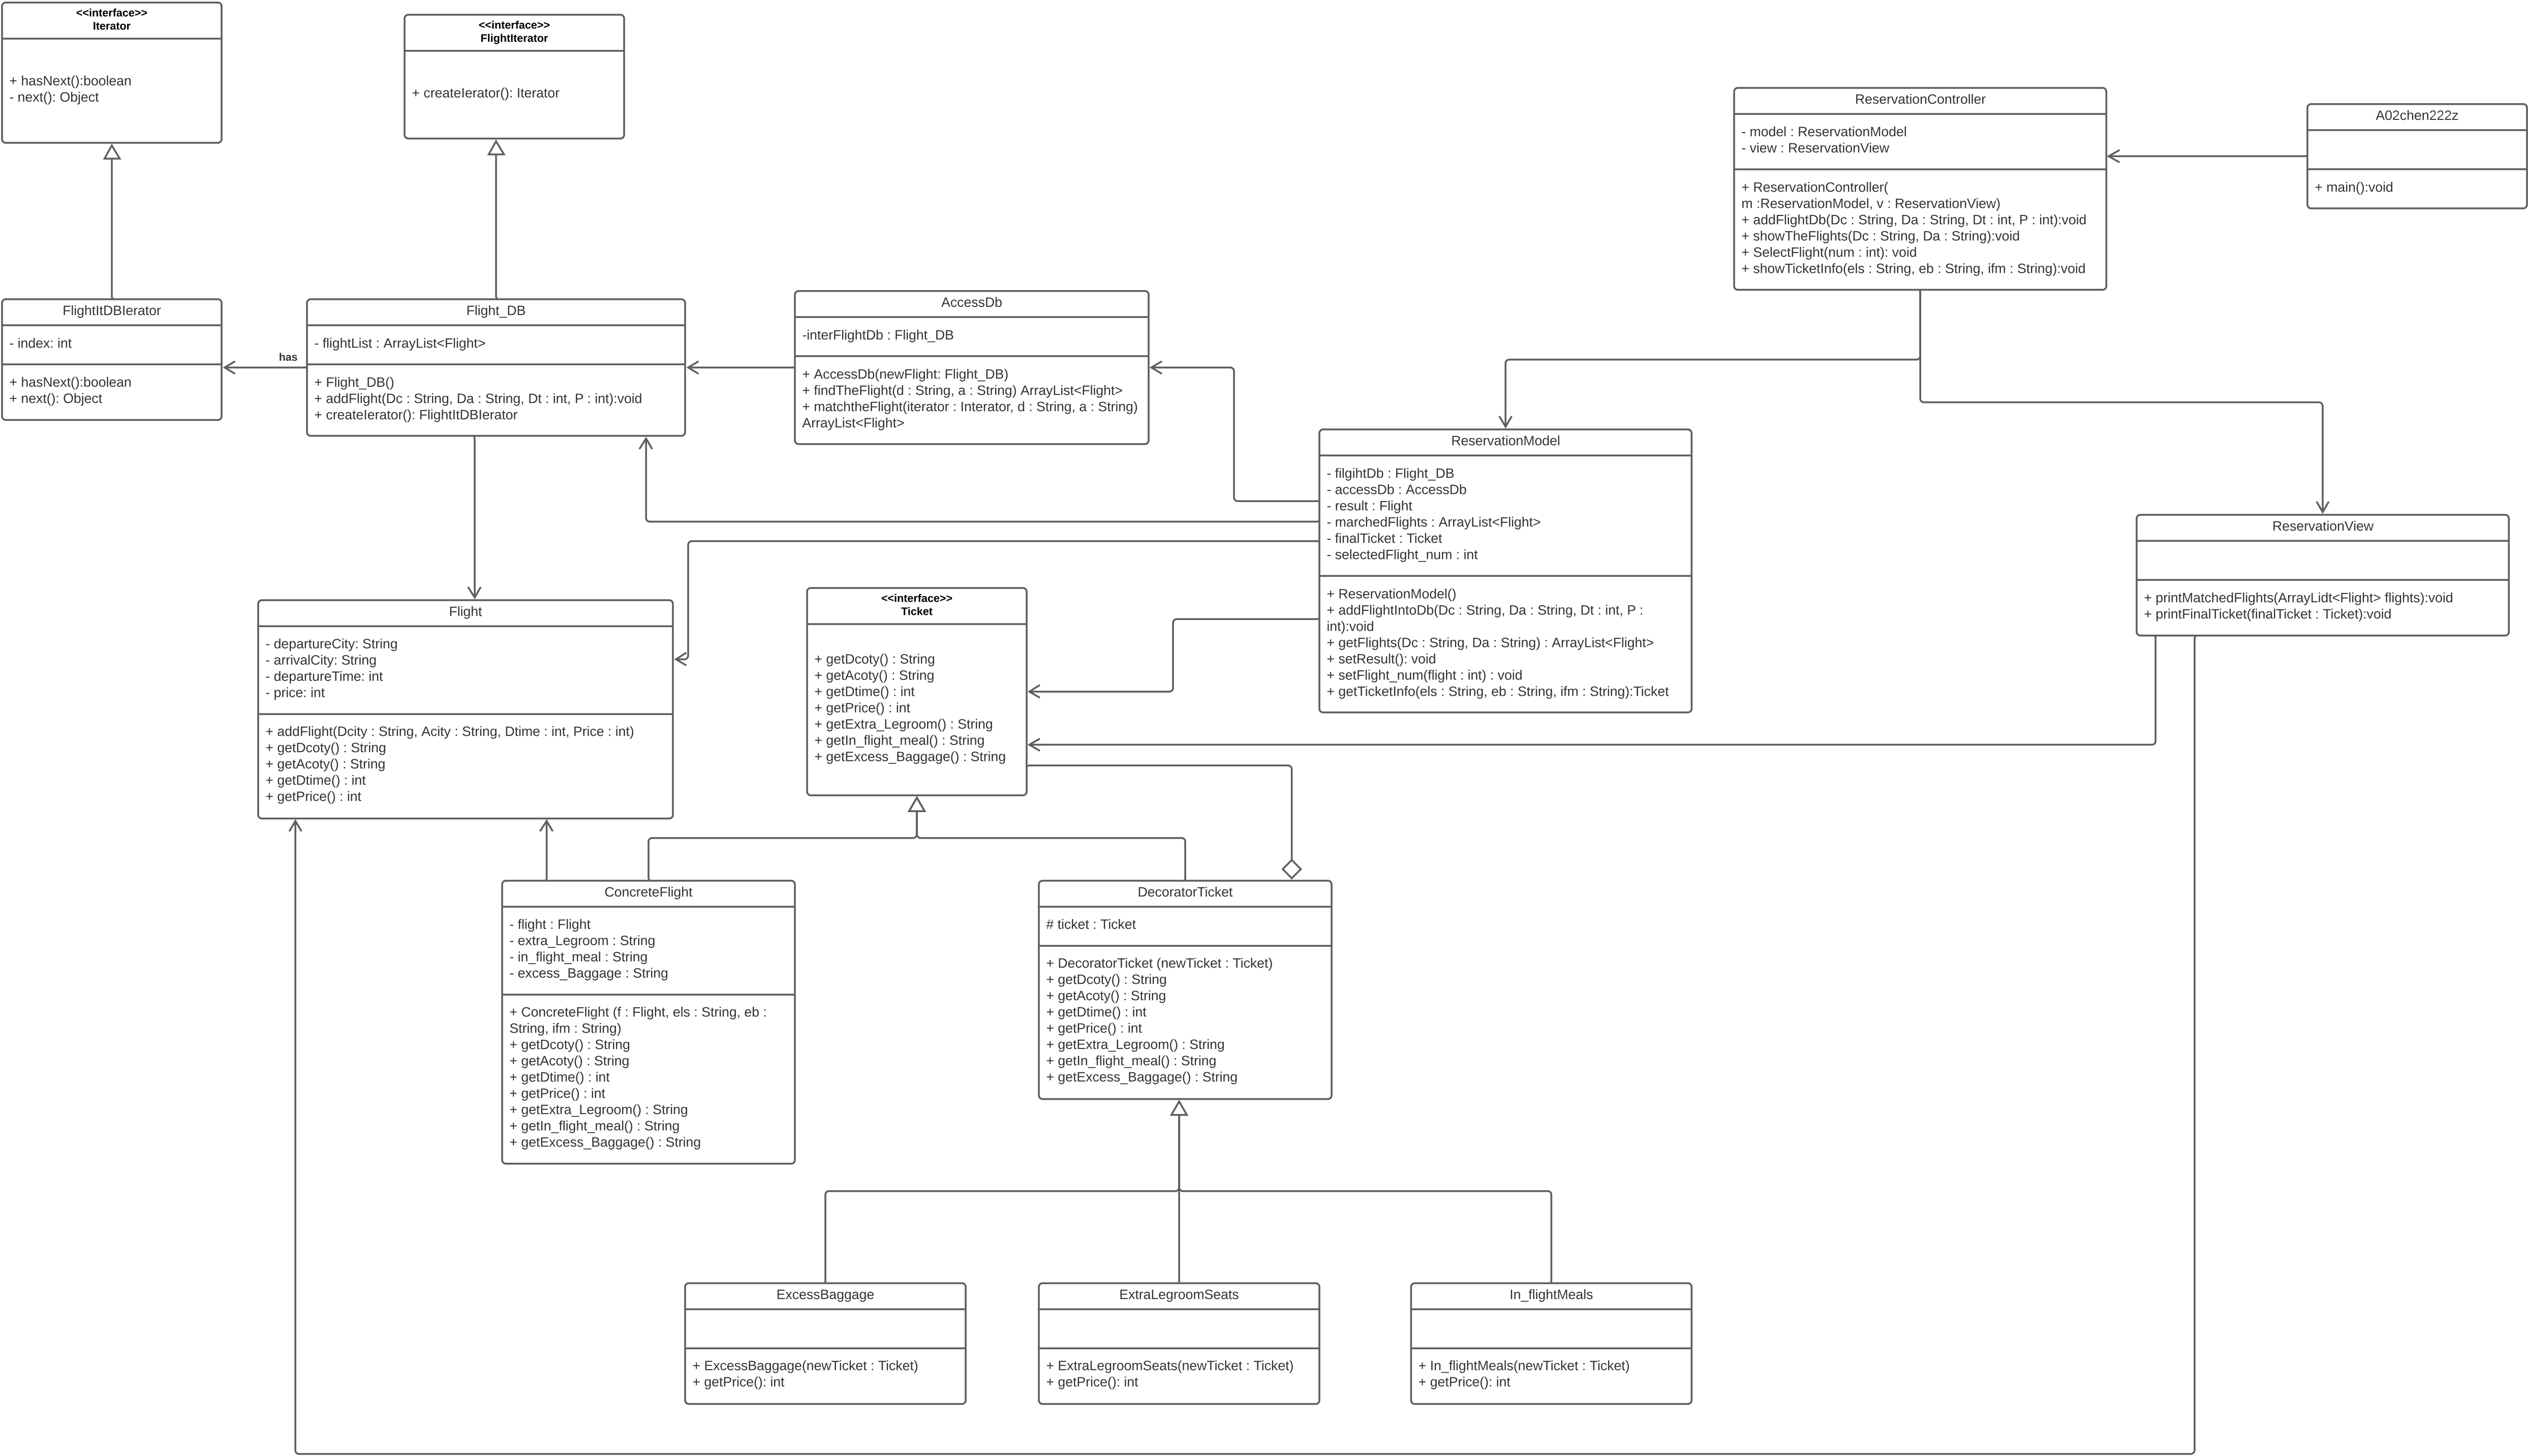 <<interface>>
Iterator
+ hasNext():boolean
- next(): Object
<<interface>>
FlightIterator
+ createIerator(): Iterator
ReservationController
- model : ReservationModel
- view : ReservationView
+ ReservationController(
m :ReservationModel, v : ReservationView)
+ addFlightDb(Dc : String, Da : String, Dt : int, P : int):void
+ showTheFlights(Dc : String, Da : String):void
+ SelectFlight(num : int): void
+ showTicketInfo(els : String, eb : String, ifm : String):void
A02chen222z
+ main():void
FlightItDBIerator
- index: int
+ hasNext():boolean
+ next(): Object
has
Flight_DB
- flightList : ArrayList<Flight>
+ Flight_DB()
+ addFlight(Dc : String, Da : String, Dt : int, P : int):void
+ createIerator(): FlightItDBIerator
AccessDb
-interFlightDb : Flight_DB
+ AccessDb(newFlight: Flight_DB)
+ findTheFlight(d : String, a : String) ArrayList<Flight>
+ matchtheFlight(iterator : Interator, d : String, a : String)
ArrayList<Flight>
ReservationModel
- filgihtDb : Flight_DB
- accessDb : AccessDb
- result : Flight
- marchedFlights : ArrayList<Flight>
- finalTicket : Ticket
- selectedFlight_num : int
+ ReservationModel()
+ addFlightIntoDb(Dc : String, Da : String, Dt : int, P :
int):void
+ getFlights(Dc : String, Da : String) : ArrayList<Flight>
+ setResult(): void
+ setFlight_num(flight : int) : void
+ getTicketInfo(els : String, eb : String, ifm : String):Ticket
ReservationView
+ printMatchedFlights(ArrayLidt<Flight> flights):void
+ printFinalTicket(finalTicket : Ticket):void
Flight
- departureCity: String
- arrivalCity: String
- departureTime: int
- price: int
+ addFlight(Dcity : String, Acity : String, Dtime : int, Price : int)
+ getDcoty() : String
+ getAcoty() : String
+ getDtime() : int
+ getPrice() : int
<<interface>>
Ticket
+ getDcoty() : String
+ getAcoty() : String
+ getDtime() : int
+ getPrice() : int
+ getExtra_Legroom() : String
+ getIn_flight_meal() : String
+ getExcess_Baggage() : String
ConcreteFlight
- flight : Flight
- extra_Legroom : String
- in_flight_meal : String
- excess_Baggage : String
+ ConcreteFlight (f : Flight, els : String, eb :
String, ifm : String)
+ getDcoty() : String
+ getAcoty() : String
+ getDtime() : int
+ getPrice() : int
+ getExtra_Legroom() : String
+ getIn_flight_meal() : String
+ getExcess_Baggage() : String
DecoratorTicket
# ticket : Ticket
+ DecoratorTicket (newTicket : Ticket)
+ getDcoty() : String
+ getAcoty() : String
+ getDtime() : int
+ getPrice() : int
+ getExtra_Legroom() : String
+ getIn_flight_meal() : String
+ getExcess_Baggage() : String
ExcessBaggage
+ ExcessBaggage(newTicket : Ticket)
+ getPrice(): int
ExtraLegroomSeats
+ ExtraLegroomSeats(newTicket : Ticket)
+ getPrice(): int
In_flightMeals
+ In_flightMeals(newTicket : Ticket)
+ getPrice(): int